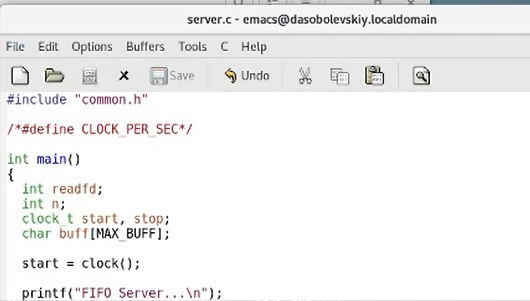 server.c - emacs@dasobolevskiy.localdomain
File Edit Options Buffers Tools C Help
Save Undo
#include "common.h"
/*#define CLOCK_PER_SEC*/
int main()
{
int readfd;
int n;
clock_t start, stop;
char buff[MAX_BUFF];
start = clock();
printf("FIFO Server...\n");